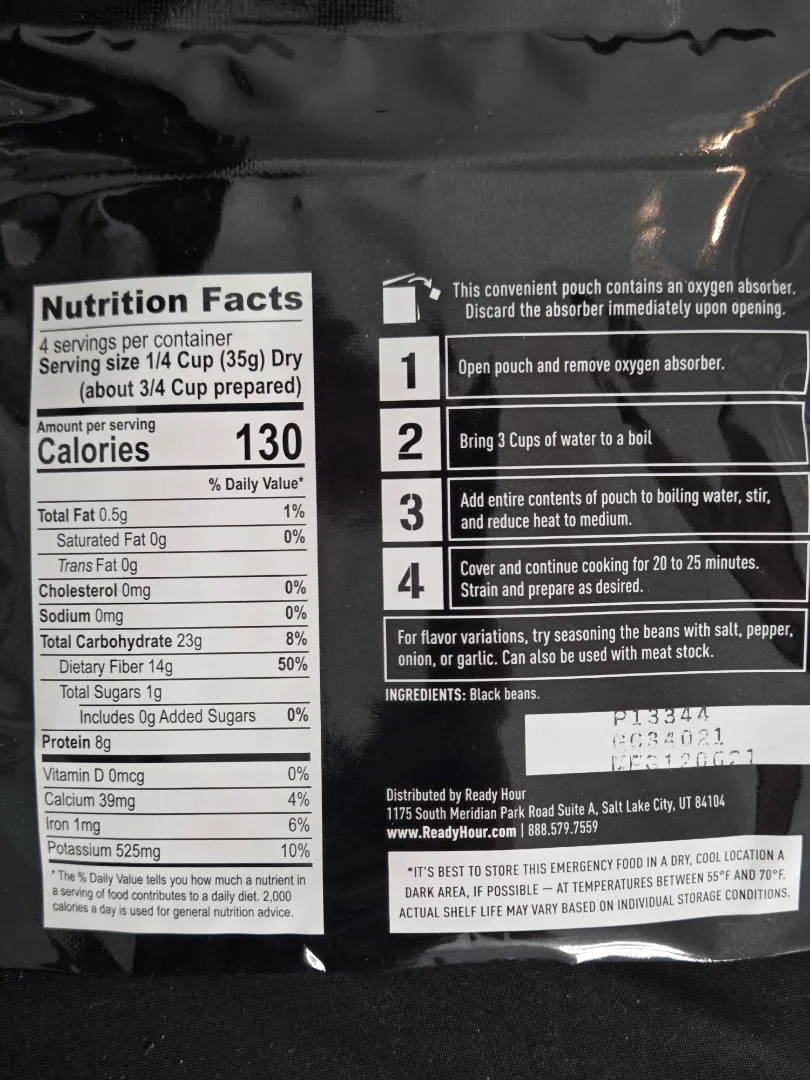 Nutrition Facts
4 servings per container
Serving size 1/4 Cup (35g) Dry
(about 3/4 Cup prepared)
Amount per serving
Calories 130
% Daily Value*
Total Fat 0.5g 1%
Saturated Fat 0g 0%
Trans Fat 0g
Cholesterol 0mg 0%
Sodium 0mg 0%
Total Carbohydrate 23g 8%
Dietary Fiber 14g 50%
Total Sugars 1g
Includes 0g Added Sugars 0%
Protein 8g
Vitamin D 0mcg 0%
Calcium 39mg 4%
Iron 1mg 6%
Potassium 525mg 10%
* The % Daily Value tells you how much a nutrient in
a serving of food contributes to a daily diet. 2,000
calories a day is used for general nutrition advice.
This convenient pouch contains an oxygen absorber.
Discard the absorber immediately upon opening.
1 Open pouch and remove oxygen absorber.
2 Bring 3 Cups of water to a boil
3 Add entire contents of pouch to boiling water, stir,
and reduce heat to medium.
4 Cover and continue cooking for 20 to 25 minutes.
Strain and prepare as desired.
For flavor variations, try seasoning the beans with salt, pepper,
onion, or garlic. Can also be used with meat stock.
INGREDIENTS: Black beans.
P13344
Distributed by Ready Hour
1175 South Meridian Park Road Suite A, Salt Lake City, UT 84104
www.ReadyHour.com | 888.579.7559
*IT'S BEST TO STORE THIS EMERGENCY FOOD IN A DRY, COOL LOCATION A
DARK AREA, IF POSSIBLE — AT TEMPERATURES BETWEEN 55°F AND 70°F.
ACTUAL SHELF LIFE MAY VARY BASED ON INDIVIDUAL STORAGE CONDITIONS.